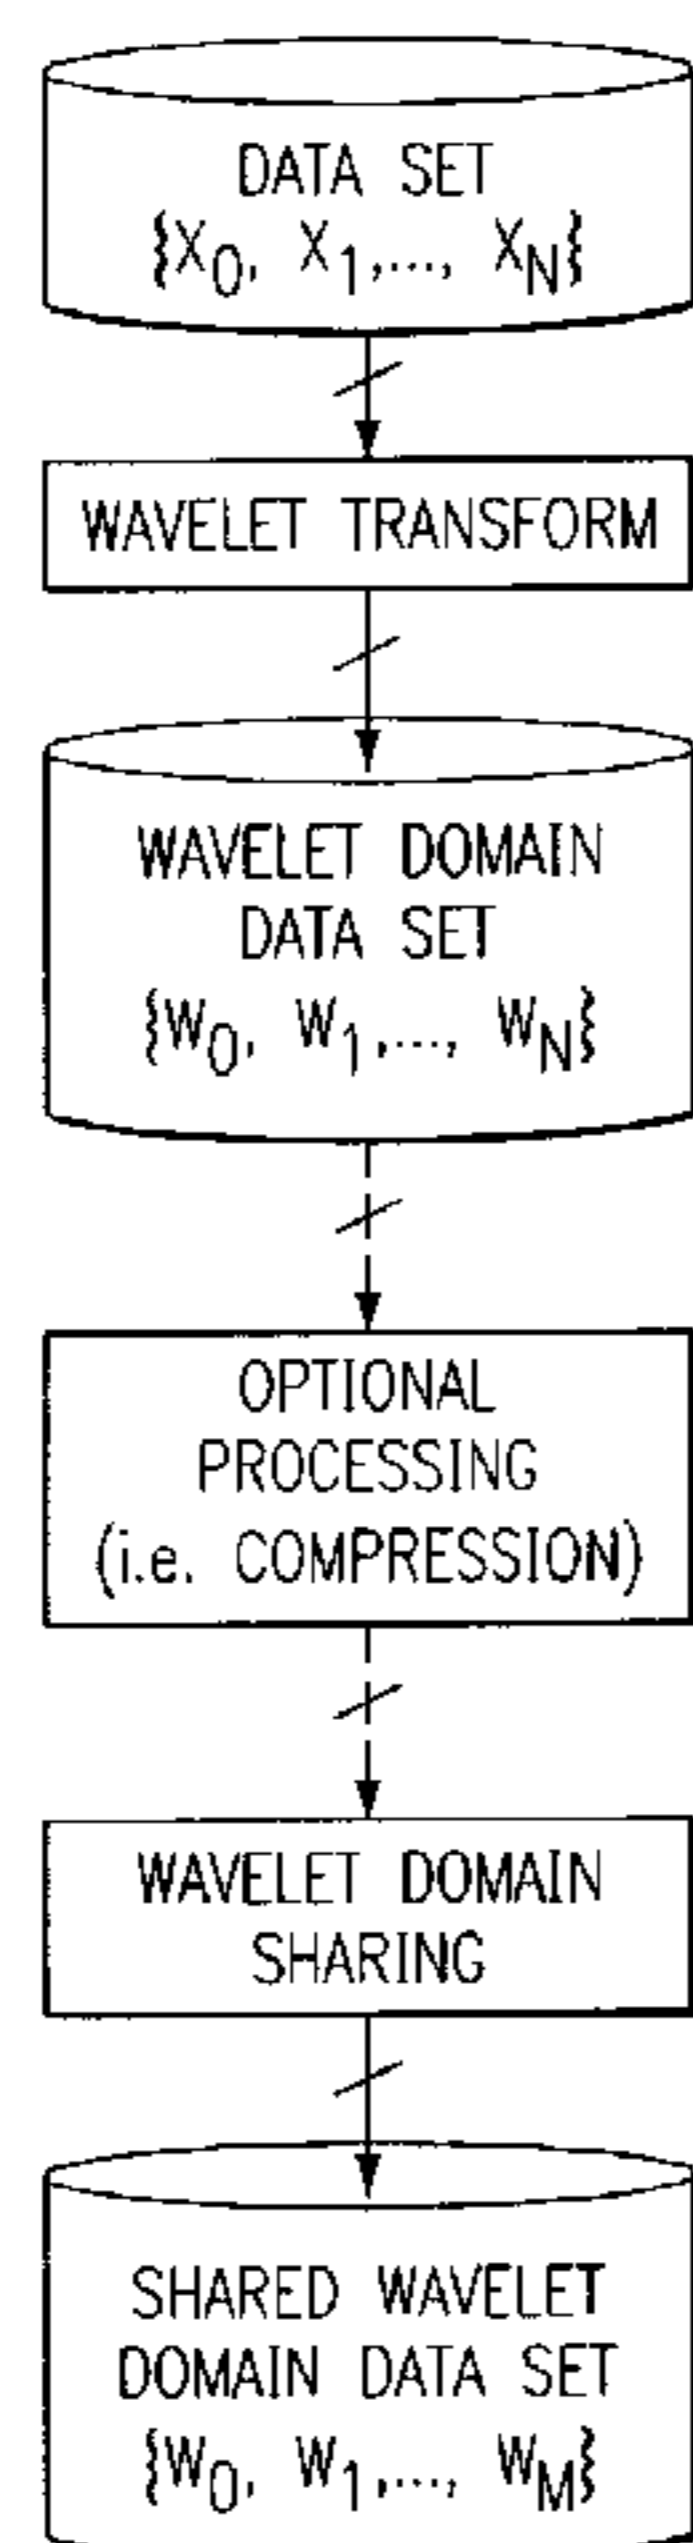 DATA SET
{X0, X1,..., XN}
WAVELET TRANSFORM
WAVELET DOMAIN
DATA SET
{W0, W1,..., WN}
OPTIONAL
PROCESSING
(i.e. COMPRESSION)
WAVELET DOMAIN
SHARING
SHARED WAVELET
DOMAIN DATA SET
{W0, W1,..., WM}